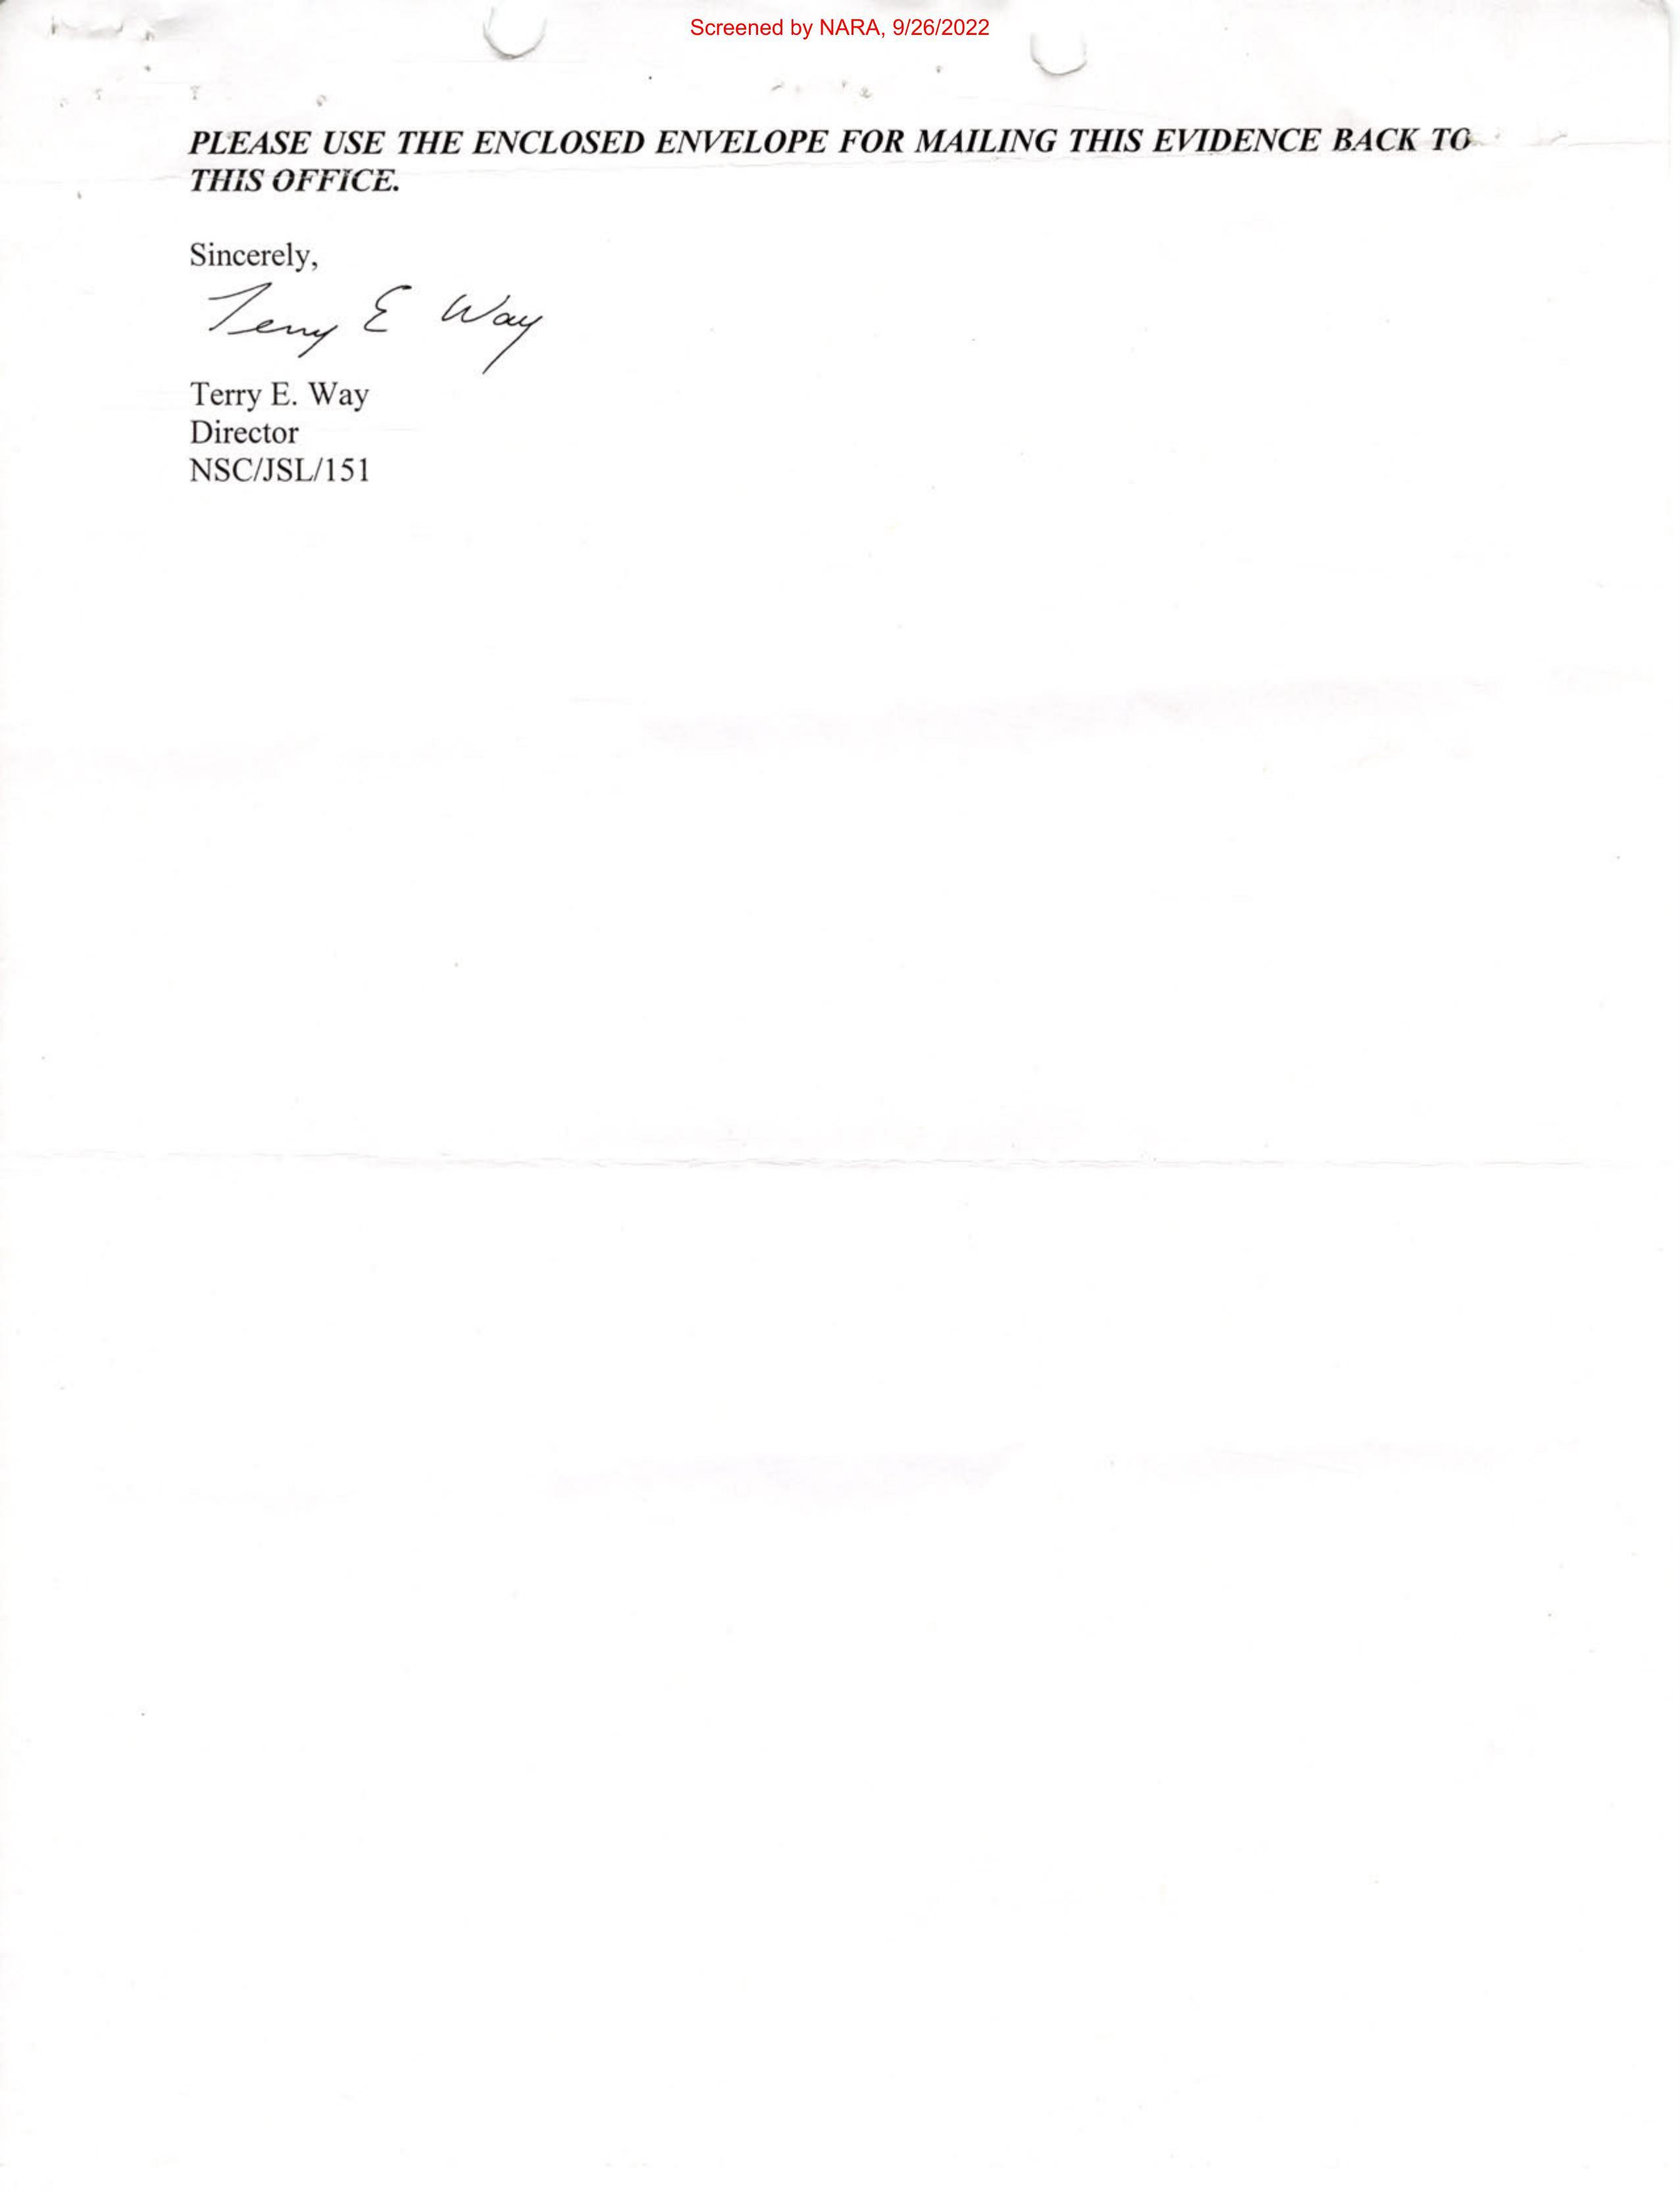 Screened by NARA, 9/26/2022
PLEASE USE THE ENCLOSED ENVELOPE FOR MAILING THIS EVIDENCE BACK TO
THIS OFFICE.
Sincerely,
Terry E Way
Terry E. Way
Director
NSC/JSL/151